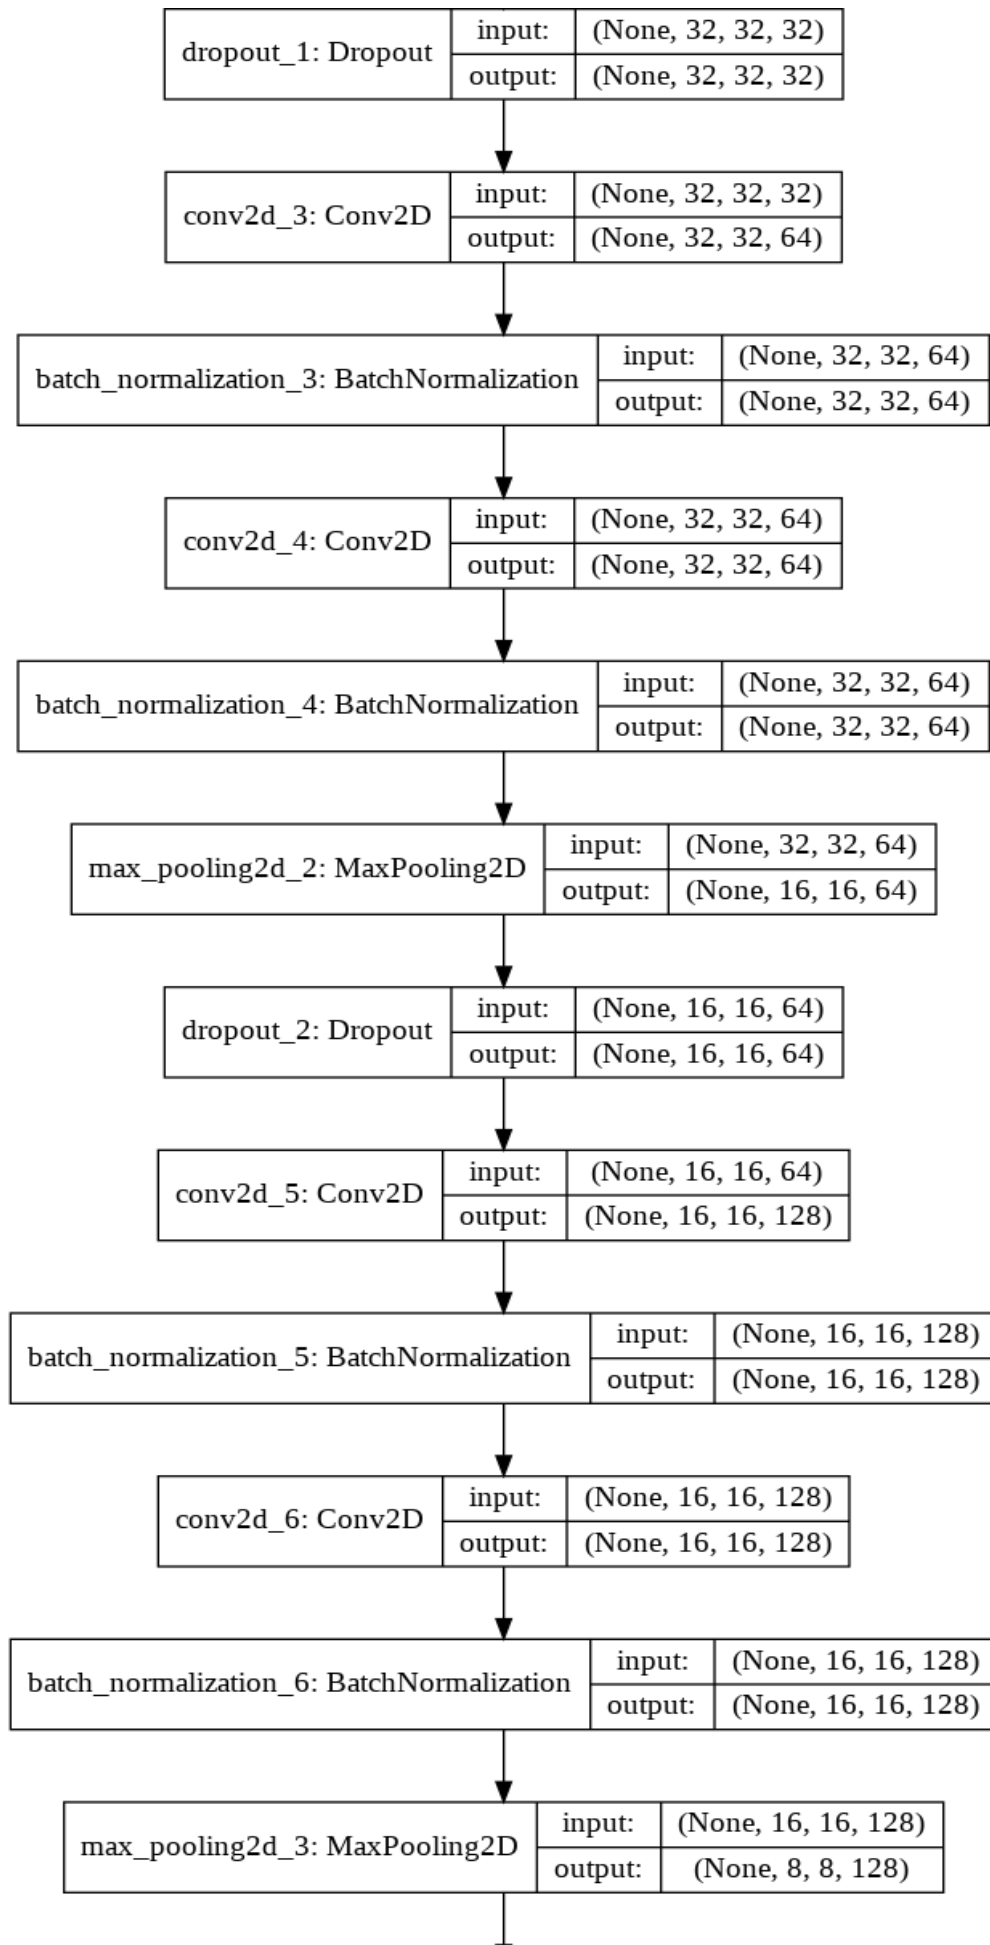 dropout_1: Dropout
input: (None, 32, 32, 32)
output: (None, 32, 32, 32)
conv2d_3: Conv2D
input: (None, 32, 32, 32)
output: (None, 32, 32, 64)
batch_normalization_3: BatchNormalization
input: (None, 32, 32, 64)
output: (None, 32, 32, 64)
conv2d_4: Conv2D
input: (None, 32, 32, 64)
output: (None, 32, 32, 64)
batch_normalization_4: BatchNormalization
input: (None, 32, 32, 64)
output: (None, 32, 32, 64)
max_pooling2d_2: MaxPooling2D
input: (None, 32, 32, 64)
output: (None, 16, 16, 64)
dropout_2: Dropout
input: (None, 16, 16, 64)
output: (None, 16, 16, 64)
conv2d_5: Conv2D
input: (None, 16, 16, 64)
output: (None, 16, 16, 128)
batch_normalization_5: BatchNormalization
input: (None, 16, 16, 128)
output: (None, 16, 16, 128)
conv2d_6: Conv2D
input: (None, 16, 16, 128)
output: (None, 16, 16, 128)
batch_normalization_6: BatchNormalization
input: (None, 16, 16, 128)
output: (None, 16, 16, 128)
max_pooling2d_3: MaxPooling2D
input: (None, 16, 16, 128)
output: (None, 8, 8, 128)